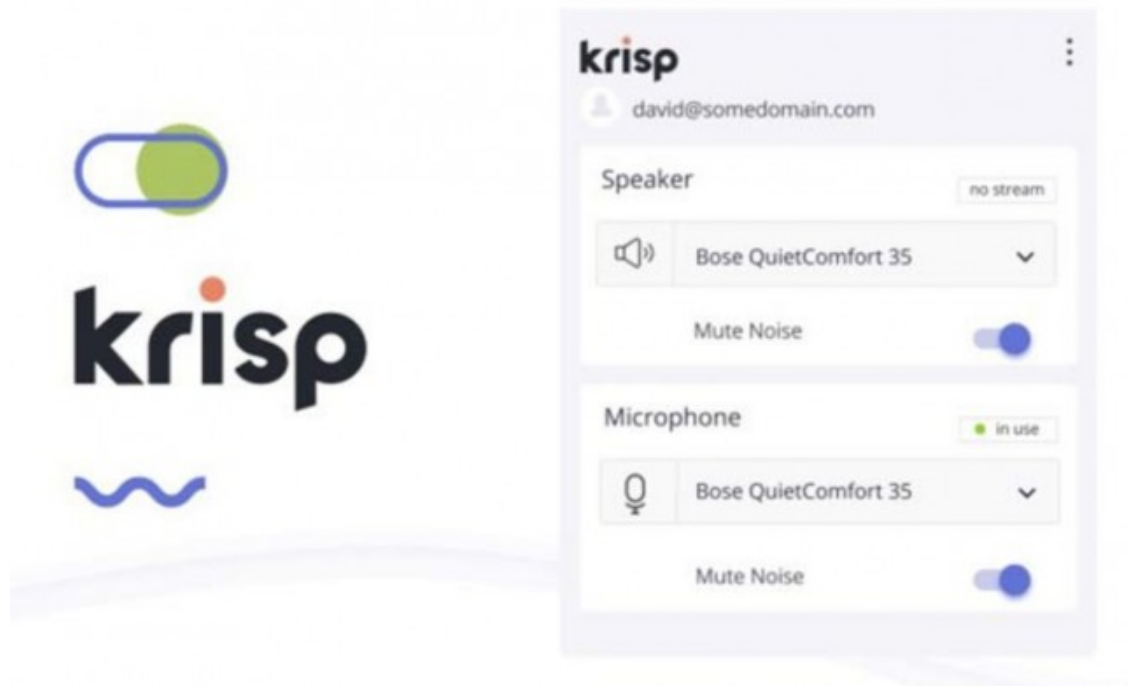 krisp
krisp
david@somedomain.com
Speaker
no stream
Bose QuietComfort 35
Mute Noise
Microphone
in use
Bose QuietComfort 35
Mute Noise